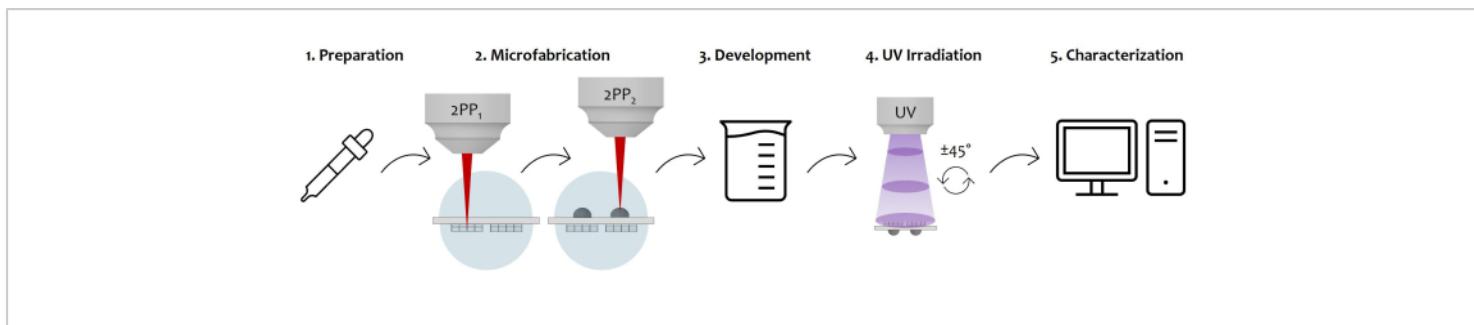 1. Preparation
2. Microfabrication
3. Development
4. UV Irradiation
5. Characterization
2PP₁
2PP₂
UV
±45°